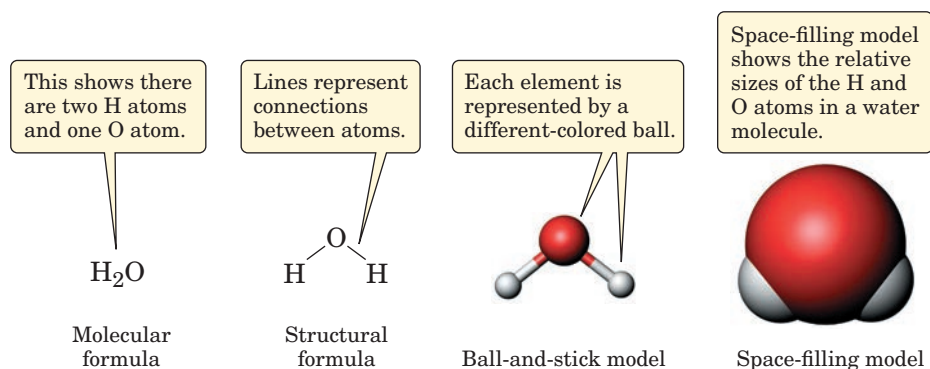 This shows there
are two H atoms
and one O atom.
Lines represent
connections
between atoms.
Each element is
represented by a
different-colored ball.
Space-filling model
shows the relative
sizes of the H and
O atoms in a water
molecule.
H₂O
O
H H
Molecular
formula
Structural
formula
Ball-and-stick model
Space-filling model